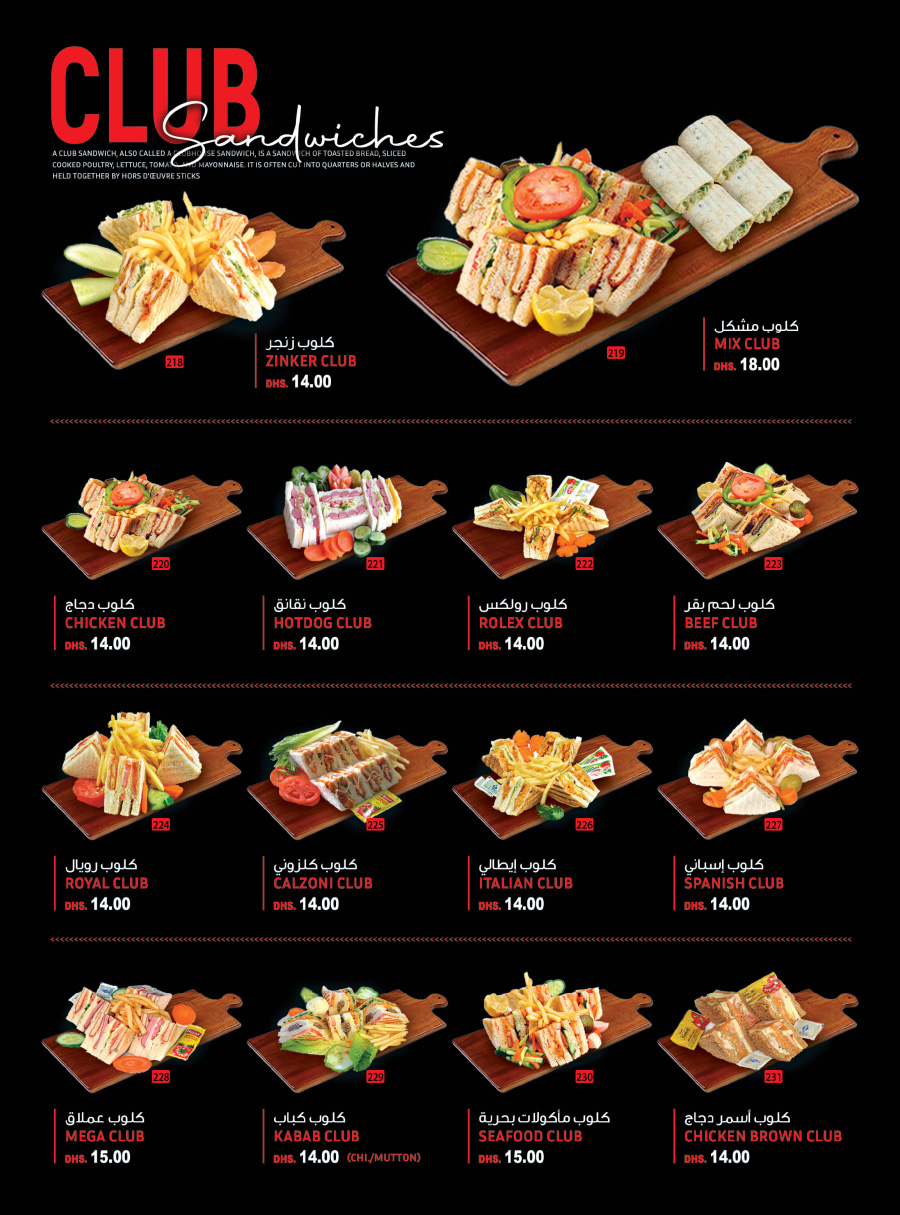 CLUB
Sandwiches
A CLUB SANDWICH, ALSO CALLED A CLUBHOUSE SANDWICH, IS A SANDWICH OF TOASTED BREAD, SLICED
COOKED POULTRY, LETTUCE, TOMATO AND MAYONNAISE. IT IS OFTEN CUT INTO QUARTERS OR HALVES AND
HELD TOGETHER BY HORS D'ŒUVRE STICKS
218
كلوب زنجر
ZINKER CLUB
DHS. 14.00
219
كلوب مشكل
MIX CLUB
DHS. 18.00
220
كلوب دجاج
CHICKEN CLUB
DHS. 14.00
221
كلوب نقانق
HOTDOG CLUB
DHS. 14.00
222
كلوب رولكس
ROLEX CLUB
DHS. 14.00
223
كلوب لحم بقر
BEEF CLUB
DHS. 14.00
224
كلوب رويال
ROYAL CLUB
DHS. 14.00
225
كلوب كلزوني
CALZONI CLUB
DHS. 14.00
226
كلوب إيطالي
ITALIAN CLUB
DHS. 14.00
227
كلوب إسباني
SPANISH CLUB
DHS. 14.00
228
كلوب عملاق
MEGA CLUB
DHS. 15.00
229
كلوب كباب
KABAB CLUB
DHS. 14.00 (CHI./MUTTON)
230
كلوب مأكولات بحرية
SEAFOOD CLUB
DHS. 15.00
231
كلوب أسمر دجاج
CHICKEN BROWN CLUB
DHS. 14.00